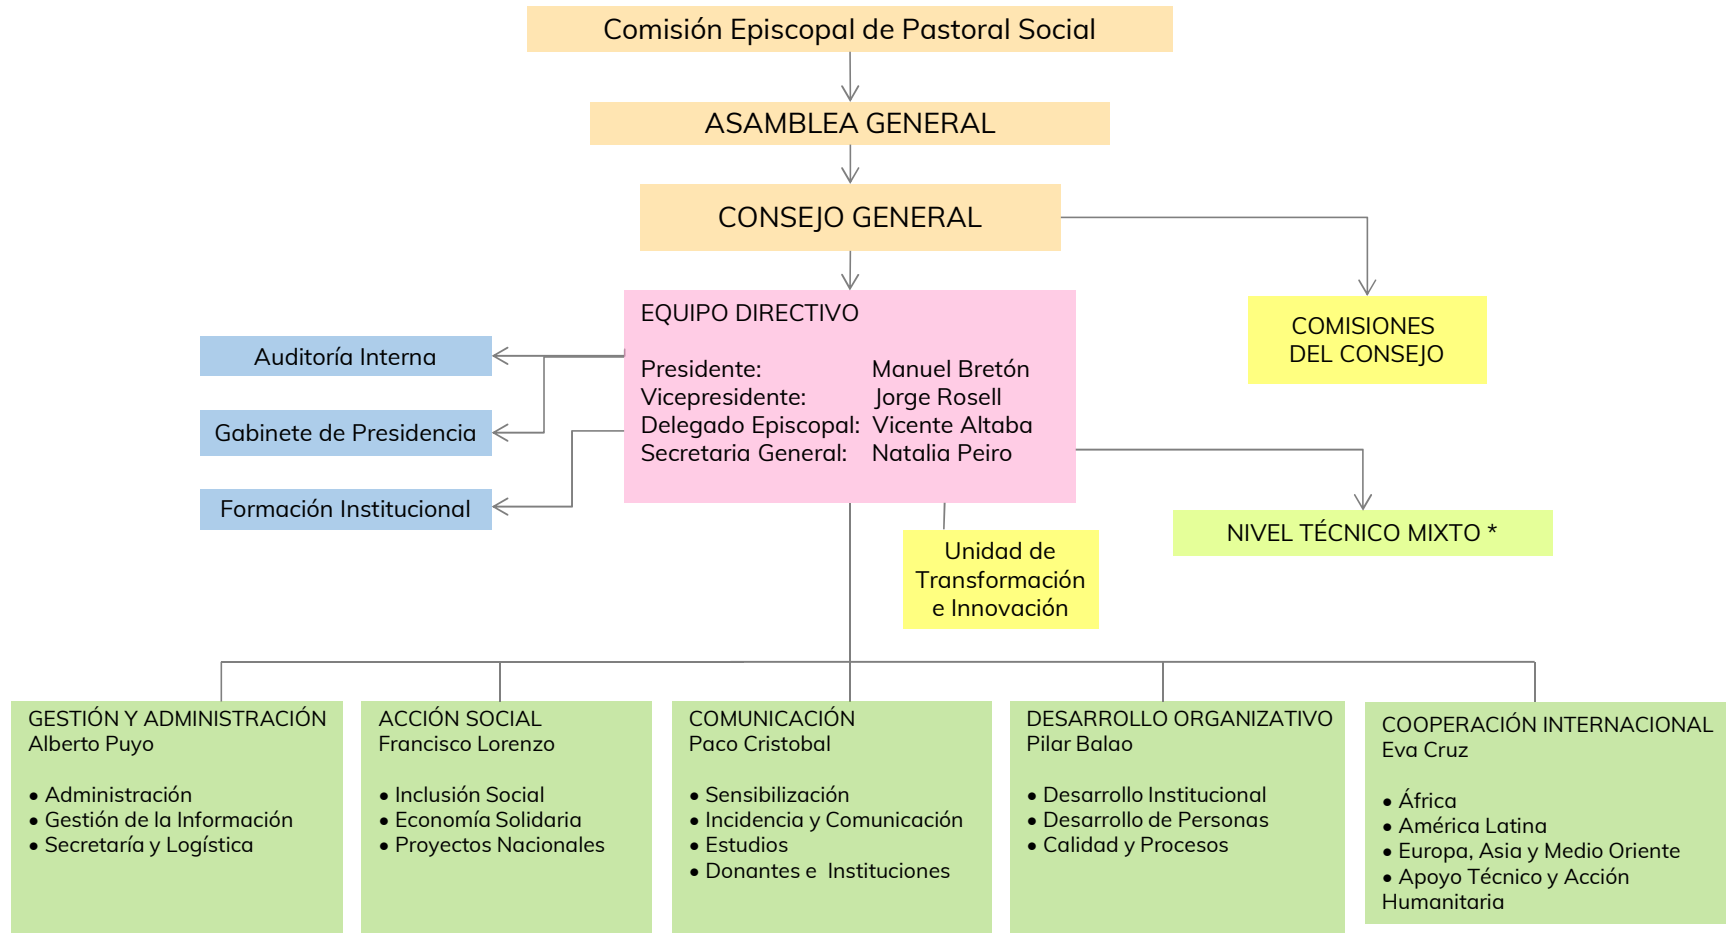 Comisión Episcopal de Pastoral Social
ASAMBLEA GENERAL
CONSEJO GENERAL
COMISIONES
DEL CONSEJO
EQUIPO DIRECTIVO
Presidente: Manuel Bretón
Vicepresidente: Jorge Rosell
Delegado Episcopal: Vicente Altaba
Secretaria General: Natalia Peiro
Auditoría Interna
Gabinete de Presidencia
Formación Institucional
NIVEL TÉCNICO MIXTO *
Unidad de
Transformación
e Innovación
GESTIÓN Y ADMINISTRACIÓN
Alberto Puyo
• Administración
• Gestión de la Información
• Secretaría y Logística
ACCIÓN SOCIAL
Francisco Lorenzo
• Inclusión Social
• Economía Solidaria
• Proyectos Nacionales
COMUNICACIÓN
Paco Cristobal
• Sensibilización
• Incidencia y Comunicación
• Estudios
• Donantes e Instituciones
DESARROLLO ORGANIZATIVO
Pilar Balao
• Desarrollo Institucional
• Desarrollo de Personas
• Calidad y Procesos
COOPERACIÓN INTERNACIONAL
Eva Cruz
• África
• América Latina
• Europa, Asia y Medio Oriente
• Apoyo Técnico y Acción
Humanitaria